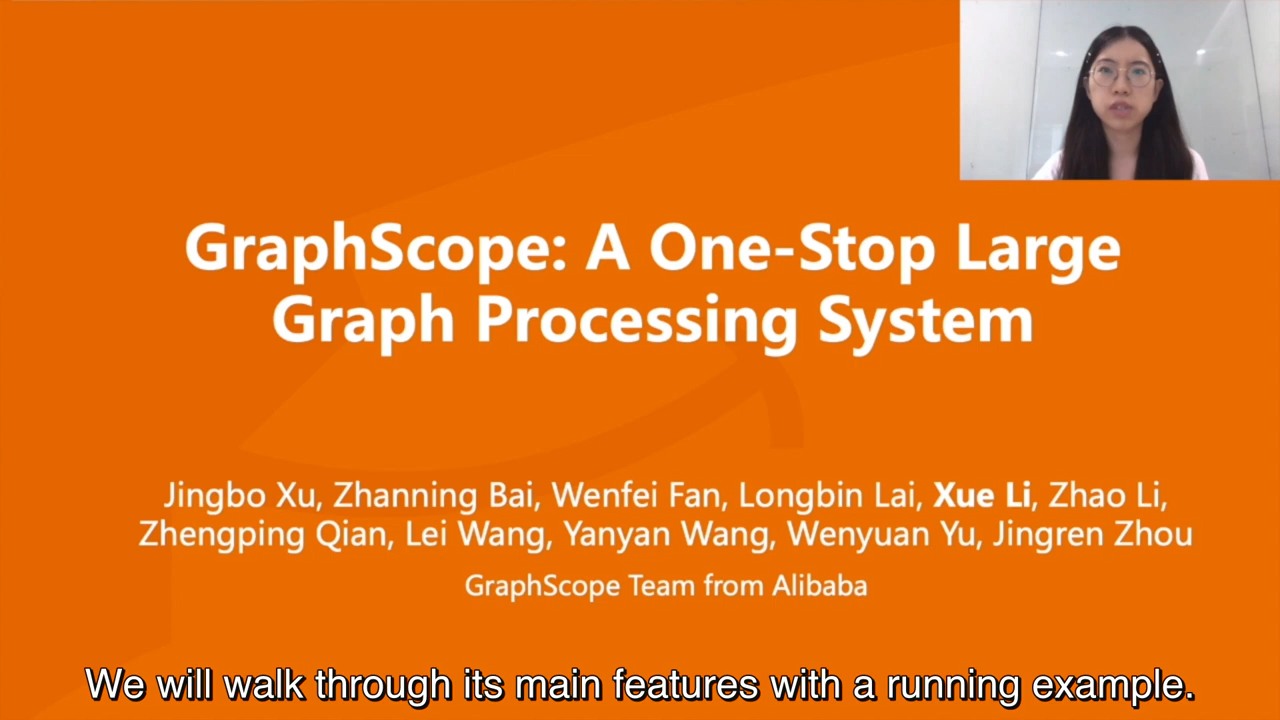 GraphScope: A One-Stop Large
Graph Processing System
Jingbo Xu, Zhanning Bai, Wenfei Fan, Longbin Lai, Xue Li, Zhao Li,
Zhengping Qian, Lei Wang, Yanyan Wang, Wenyuan Yu, Jingren Zhou
GraphScope Team from Alibaba
We will walk through its main features with a running example.